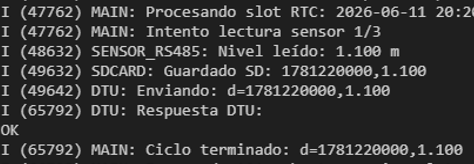 I (47762) MAIN: Procesando slot RTC: 2026-06-11 20:20
I (47762) MAIN: Intento lectura sensor 1/3
I (48632) SENSOR_RS485: Nivel leído: 1.100 m
I (49632) SDCARD: Guardado SD: 1781220000,1.100
I (49642) DTU: Enviando: d=1781220000,1.100
I (65792) DTU: Respuesta DTU:
OK
I (65792) MAIN: Ciclo terminado: d=1781220000,1.100